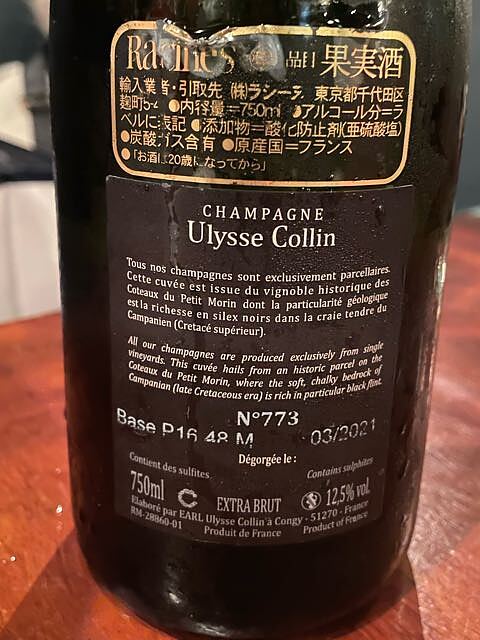 Racines 品目 果実酒
輸入業者・引取先 ㈱ラシーヌ 東京都千代田区
麹町5-4 ●内容量=750ml ●アルコール分=ラ
ベルに表記 ●添加物=酸化防止剤(亜硫酸塩)
●炭酸ガス含有 ●原産国=フランス
●「お酒は20歳になってから」
CHAMPAGNE
Ulysse Collin
Tous nos champagnes sont exclusivement parcellaires.
Cette cuvée est issue du vignoble historique des
Coteaux du Petit Morin dont la particularité géologique
est la richesse en silex noirs dans la craie tendre du
Campanien (Cretacé supérieur).
All our champagnes are produced exclusively from single
vineyards. This cuvée hails from an historic parcel on the
Coteaux du Petit Morin, where the soft, chalky bedrock of
Campanian (late Cretaceous era) is rich in particular black flint.
N°773
Base P16 48 M 03/2021
Dégorgée le :
Contient des sulfites Contains sulphites
750ml EXTRA BRUT 12,5% vol.
Elaboré par EARL Ulysse Collin à Congy - 51270 - France
RM-28860-01 Produit de France Product of France